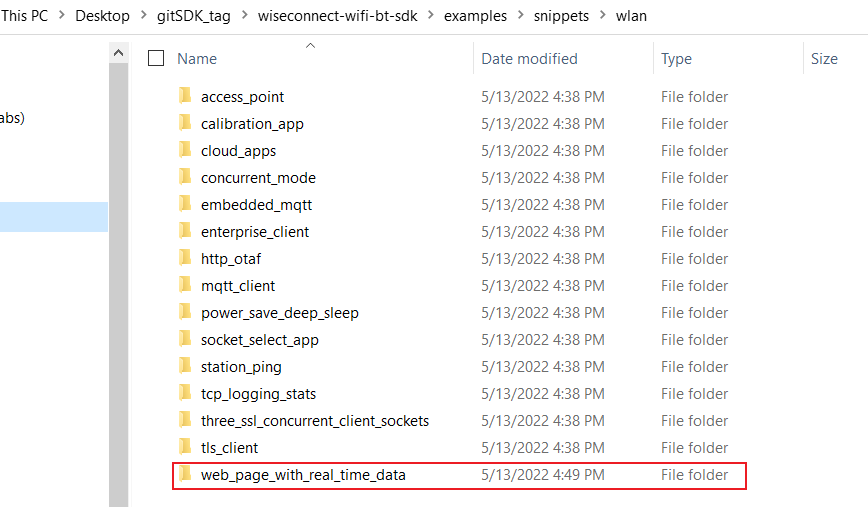 This PC > Desktop > gitSDK_tag > wiseconnect-wifi-bt-sdk > examples > snippets > wlan
Name Date modified Type Size
access_point 5/13/2022 4:38 PM File folder
calibration_app 5/13/2022 4:38 PM File folder
abs)
cloud_apps 5/13/2022 4:38 PM File folder
concurrent_mode 5/13/2022 4:38 PM File folder
embedded_mqtt 5/13/2022 4:38 PM File folder
enterprise_client 5/13/2022 4:38 PM File folder
http_otaf 5/13/2022 4:38 PM File folder
mqtt_client 5/13/2022 4:38 PM File folder
power_save_deep_sleep 5/13/2022 4:38 PM File folder
socket_select_app 5/13/2022 4:38 PM File folder
station_ping 5/13/2022 4:38 PM File folder
tcp_logging_stats 5/13/2022 4:38 PM File folder
three_ssl_concurrent_client_sockets 5/13/2022 4:38 PM File folder
tls_client 5/13/2022 4:38 PM File folder
web_page_with_real_time_data 5/13/2022 4:49 PM File folder